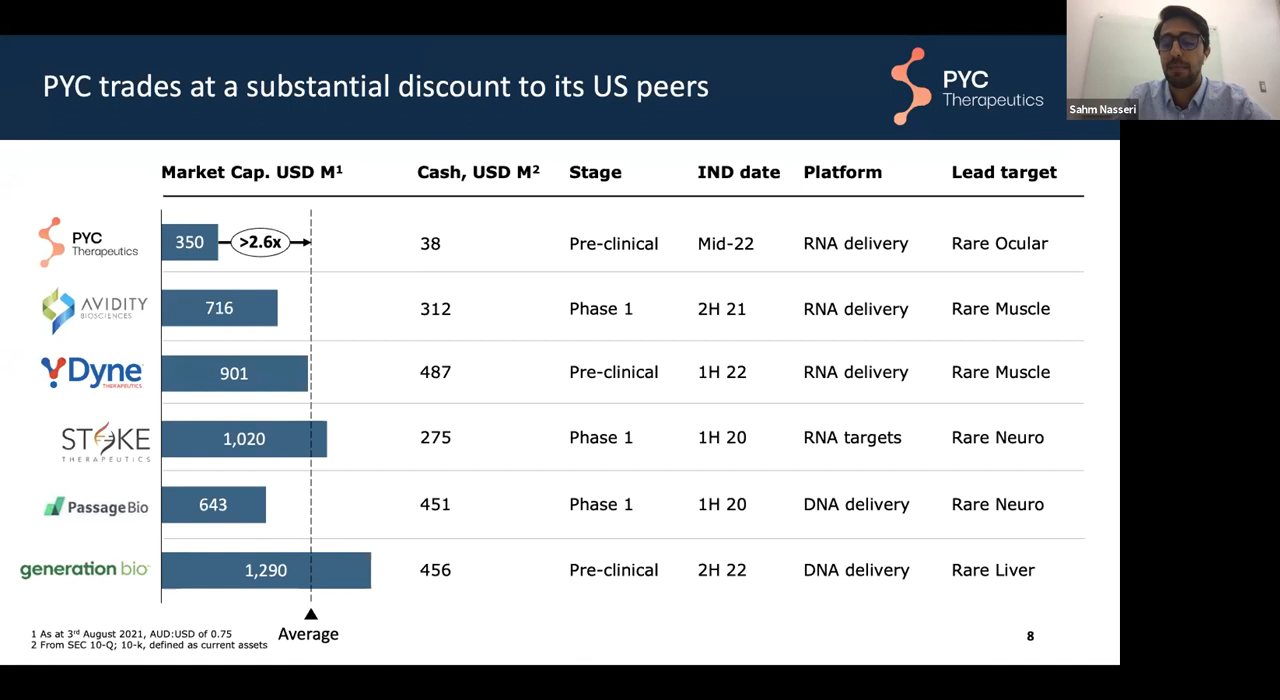 PYC trades at a substantial discount to its US peers
PYC
Therapeutics
Sahm Nasseri
Market Cap. USD M1 Cash, USD M2 Stage IND date Platform Lead target
PYC
Therapeutics
350 >2.6x 38 Pre-clinical Mid-22 RNA delivery Rare Ocular
AVIDITY
BIOSCIENCES
716 312 Phase 1 2H 21 RNA delivery Rare Muscle
Dyne
THERAPEUTICS
901 487 Pre-clinical 1H 22 RNA delivery Rare Muscle
STOKE
THERAPEUTICS
1,020 275 Phase 1 1H 20 RNA targets Rare Neuro
PassageBio 643 451 Phase 1 1H 20 DNA delivery Rare Neuro
generation bio 1,290 456 Pre-clinical 2H 22 DNA delivery Rare Liver
Average
1 As at 3rd August 2021, AUD:USD of 0.75
2 From SEC 10-Q; 10-k, defined as current assets
8